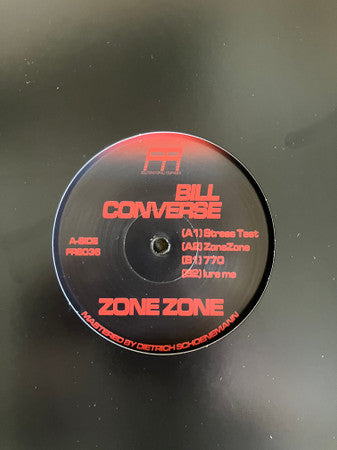 BILL
CONVERSE
A-SIDE
FRB036
(A1) Stress Test
(A2) ZoneZone
(B1) 770
(B2) lure me
ZONE ZONE
MASTERED BY DIETRICH SCHOENEMANN